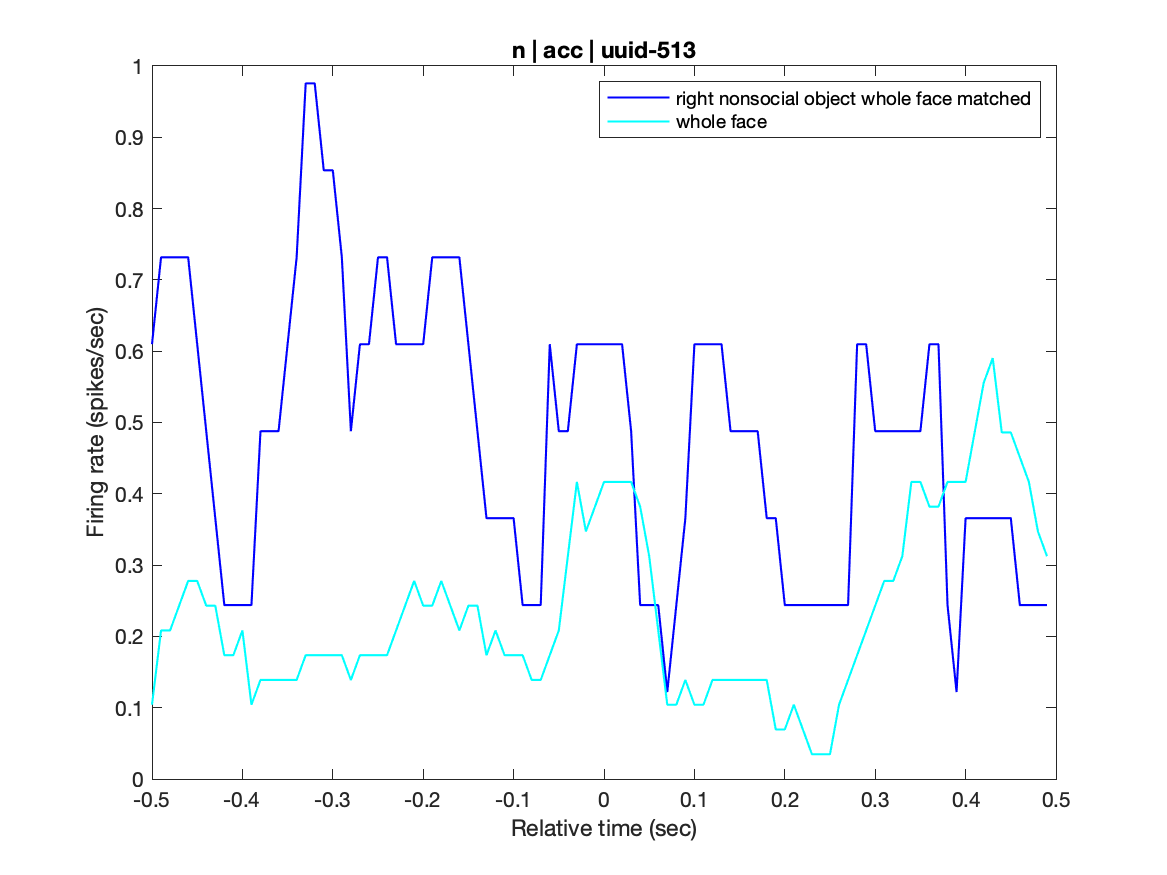 n | acc | uuid-513
right nonsocial object whole face matched
whole face
Firing rate (spikes/sec)
1
0.9
0.8
0.7
0.6
0.5
0.4
0.3
0.2
0.1
0
-0.5 -0.4 -0.3 -0.2 -0.1 0 0.1 0.2 0.3 0.4 0.5
Relative time (sec)